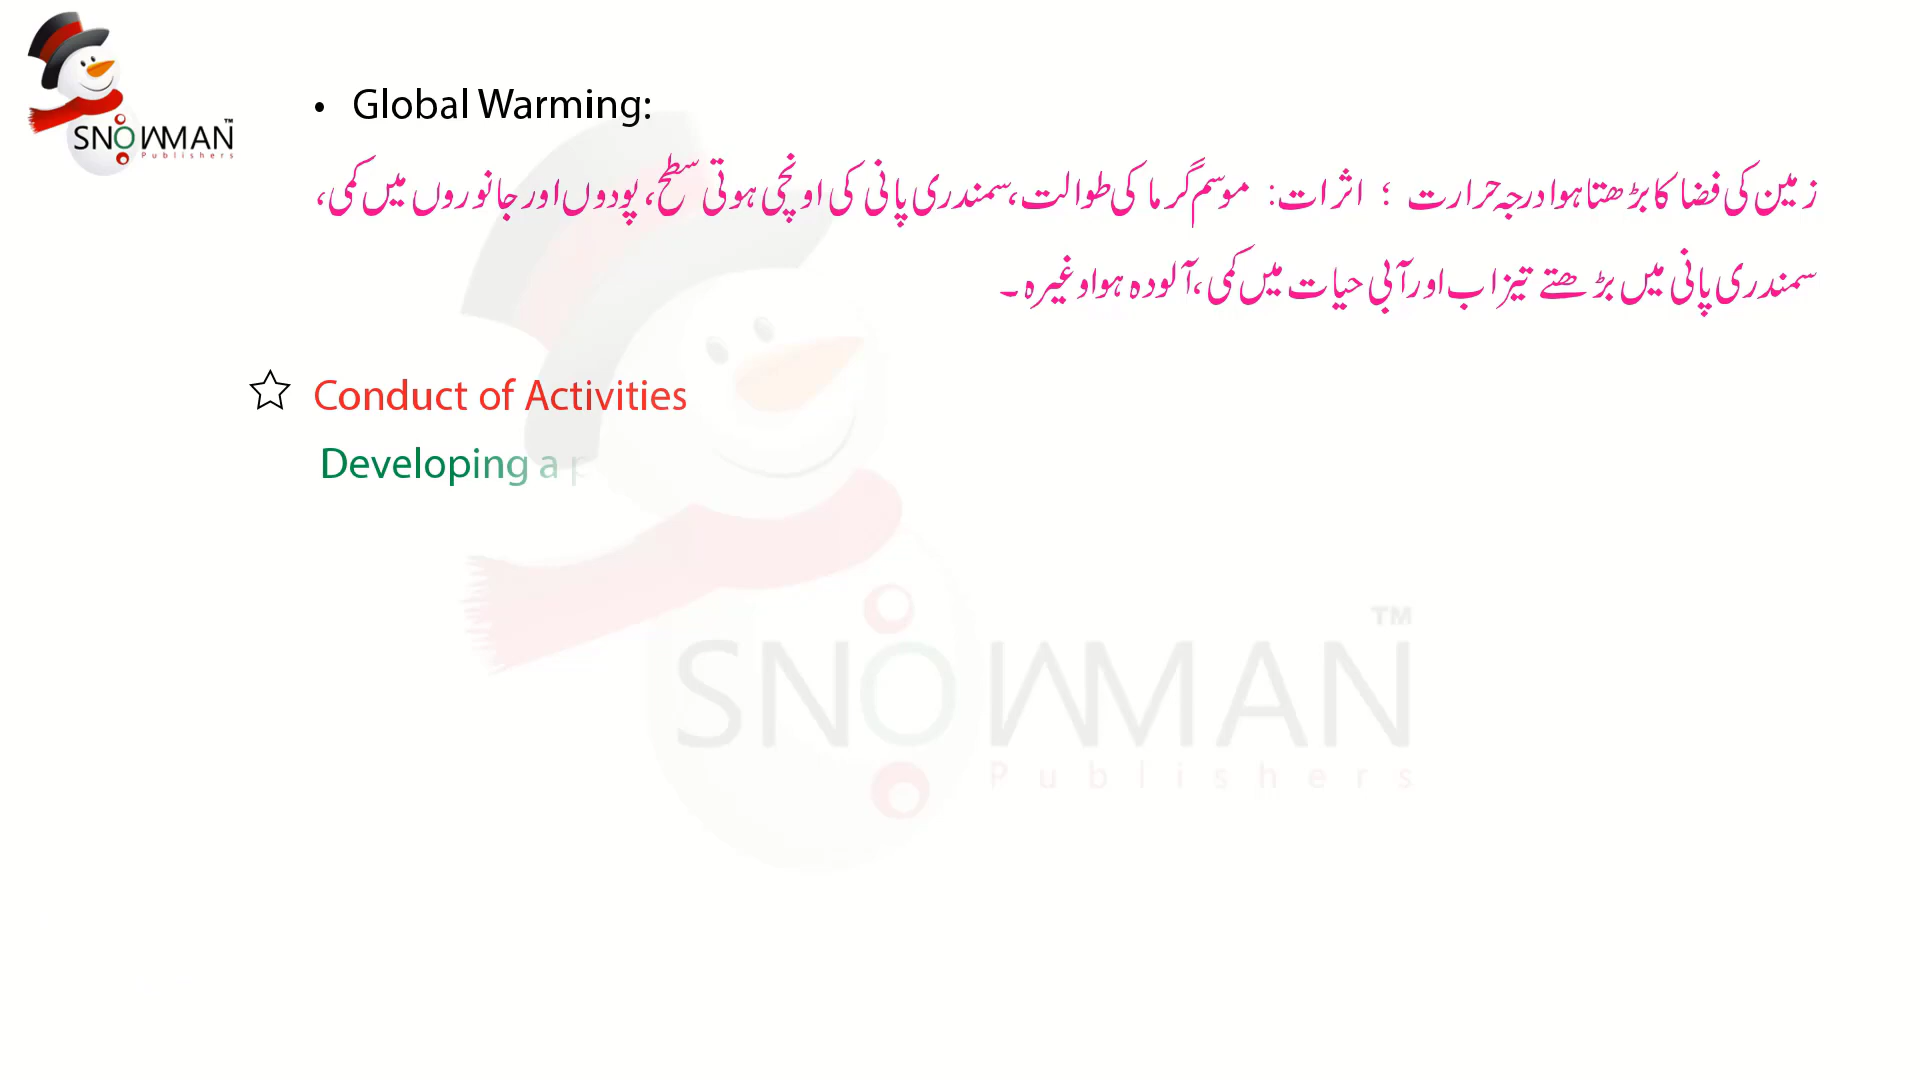 SNOWMAN™
Publishers
• Global Warming:
زمین کی فضا کا بڑھتا ہوا درجہ حرارت ؛ اثرات: موسم گرما کی طوالت، سمندری پانی کی اونچی ہوتی سطح، پودوں اور جانوروں میں کمی،
سمندری پانی میں بڑھتے تیزاب اور آبی حیات میں کمی، آلودہ ہوا وغیرہ۔
☆ Conduct of Activities
Developing a p
SNOWMAN™
Publishers